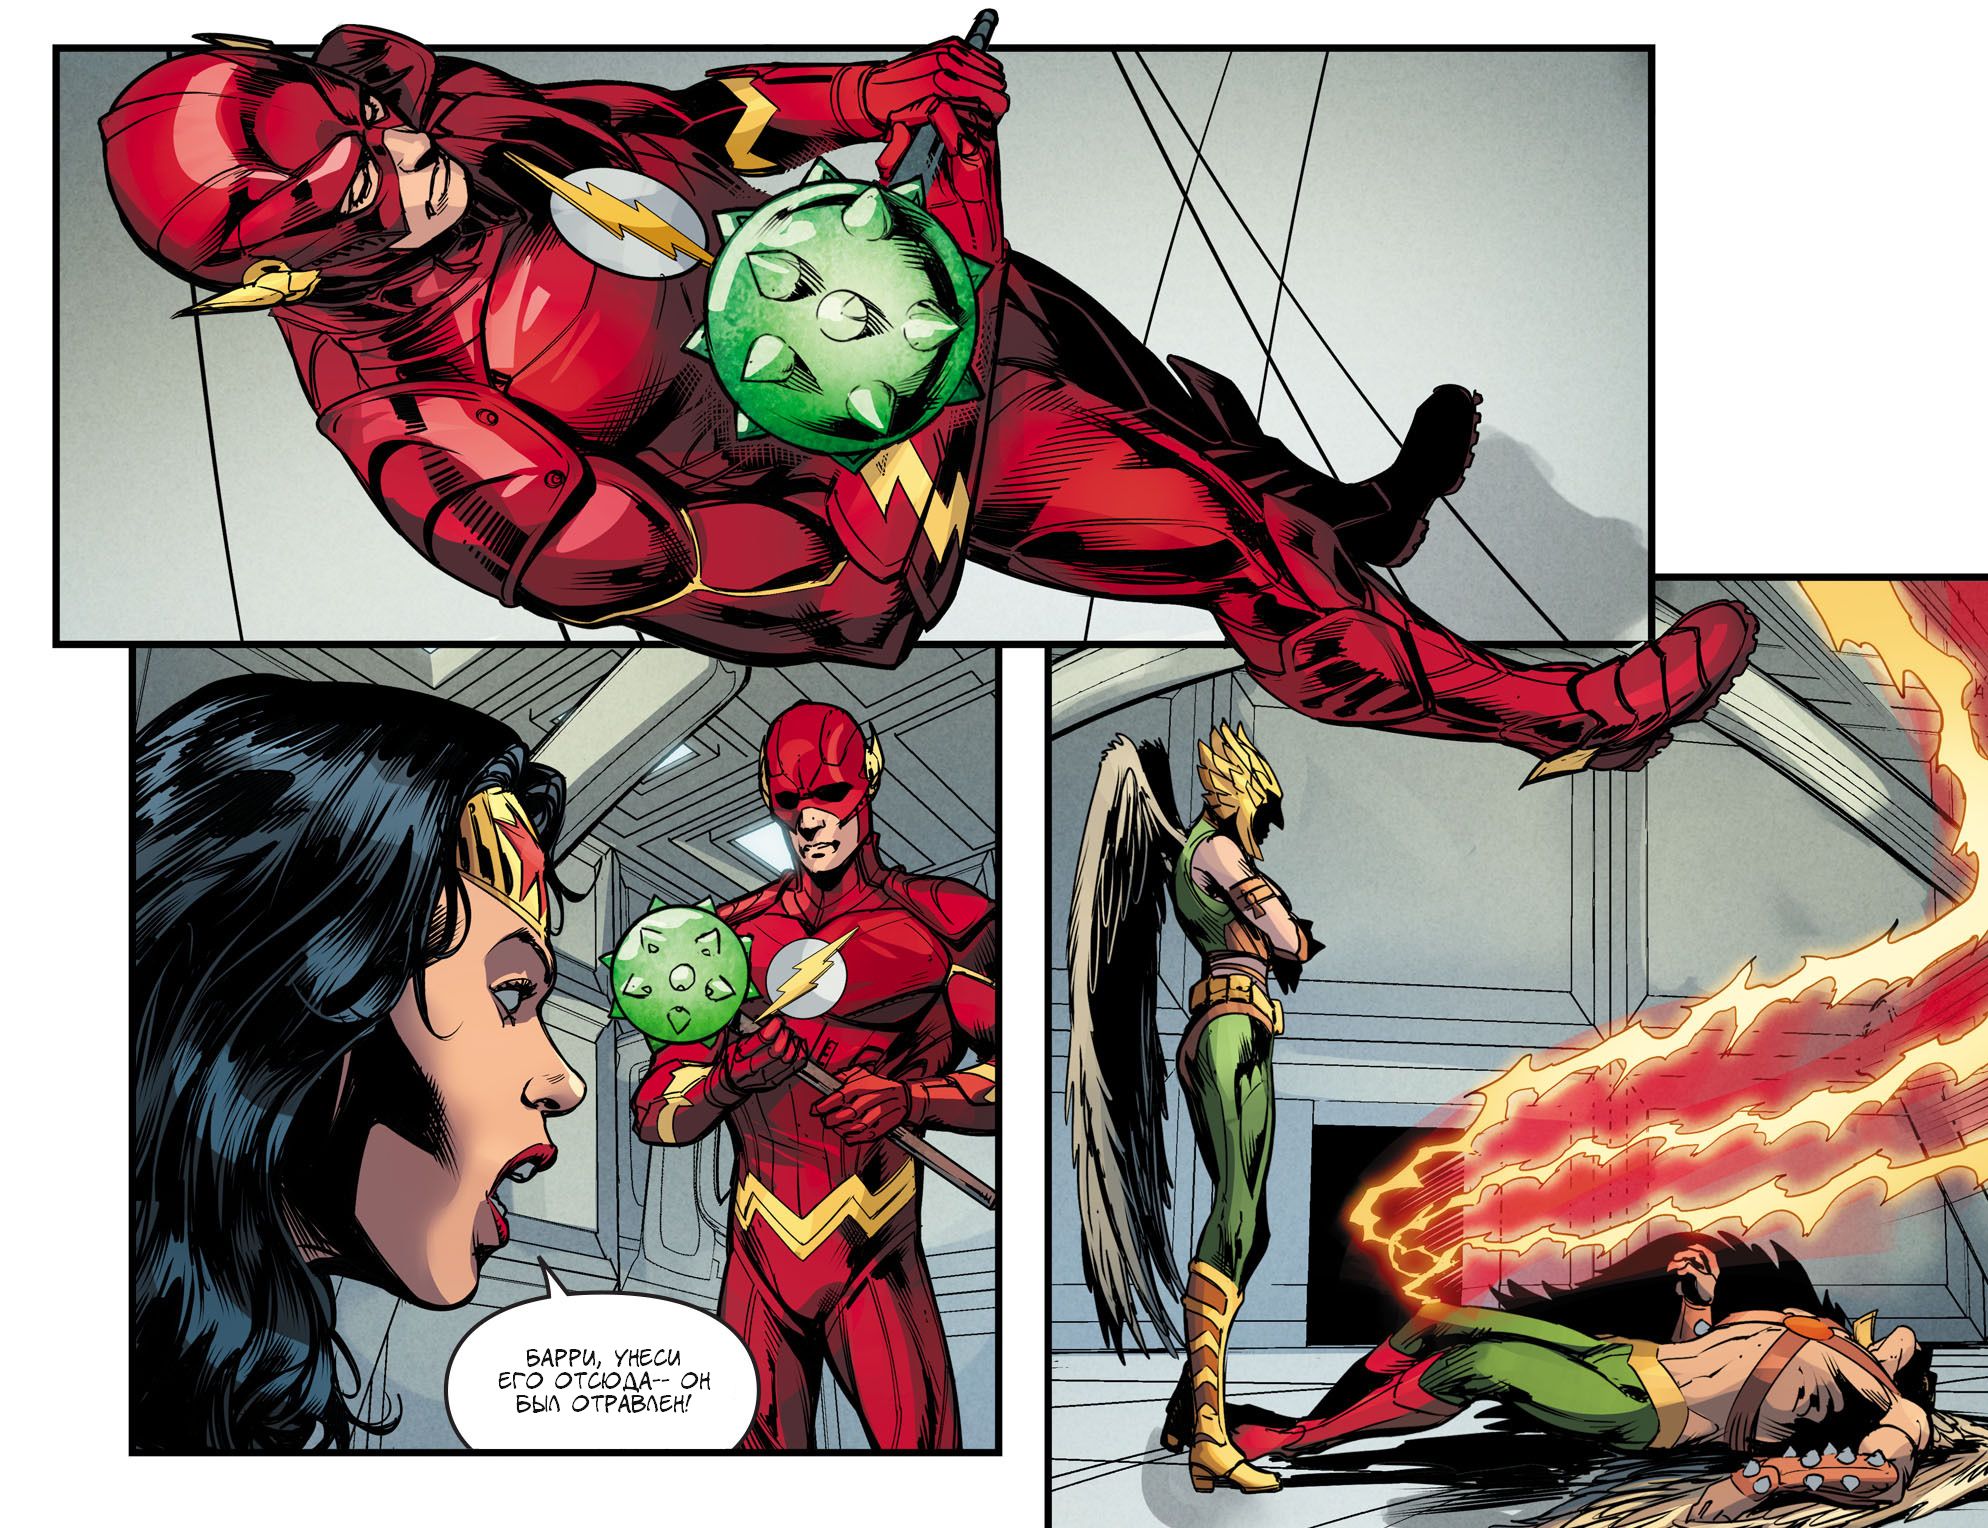 БАРРИ, УНЕСИ
ЕГО ОТСЮДА-- ОН
БЫЛ ОТРАВЛЕН!